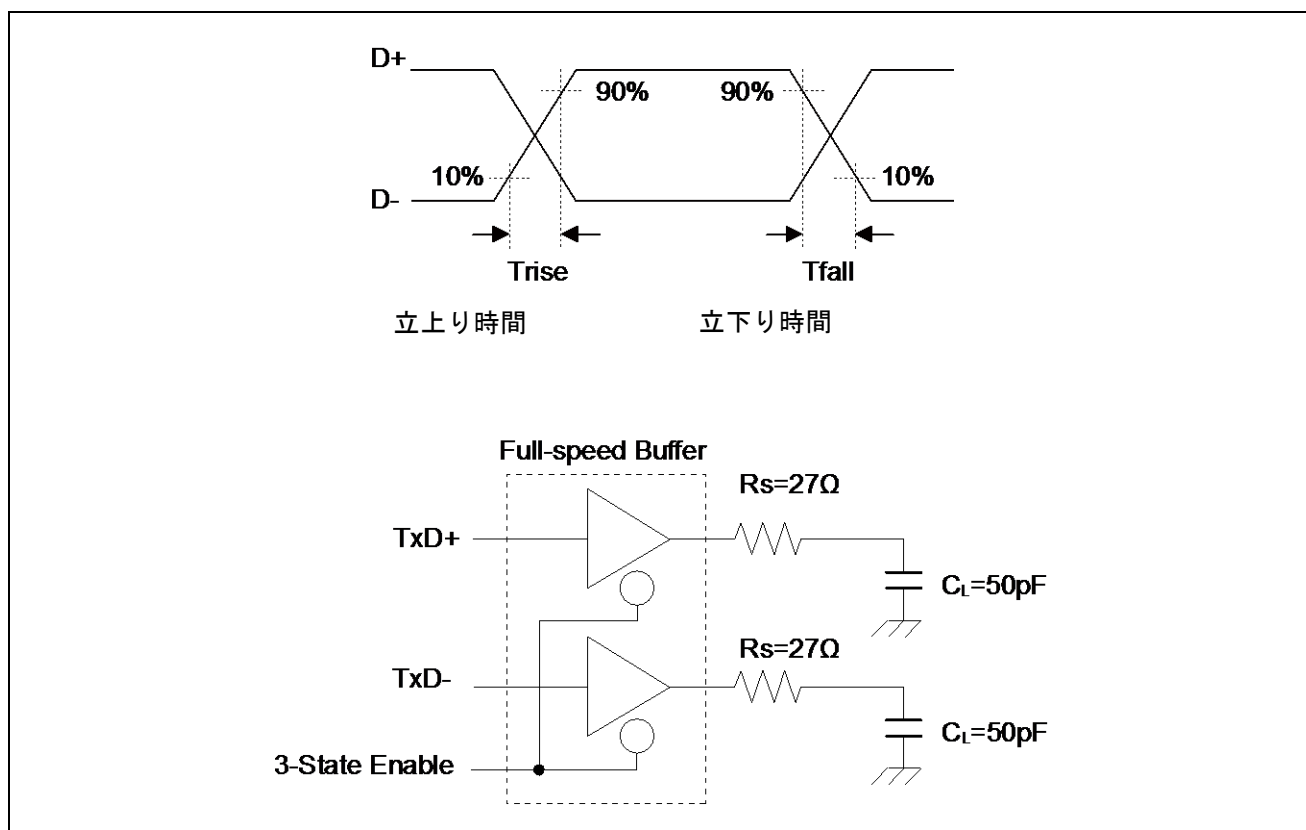 D+
90% 90%
10% 10%
D-
Trise Tfall
立上り時間 立下り時間
Full-speed Buffer
Rs=27Ω
TxD+
CL=50pF
Rs=27Ω
TxD-
CL=50pF
3-State Enable